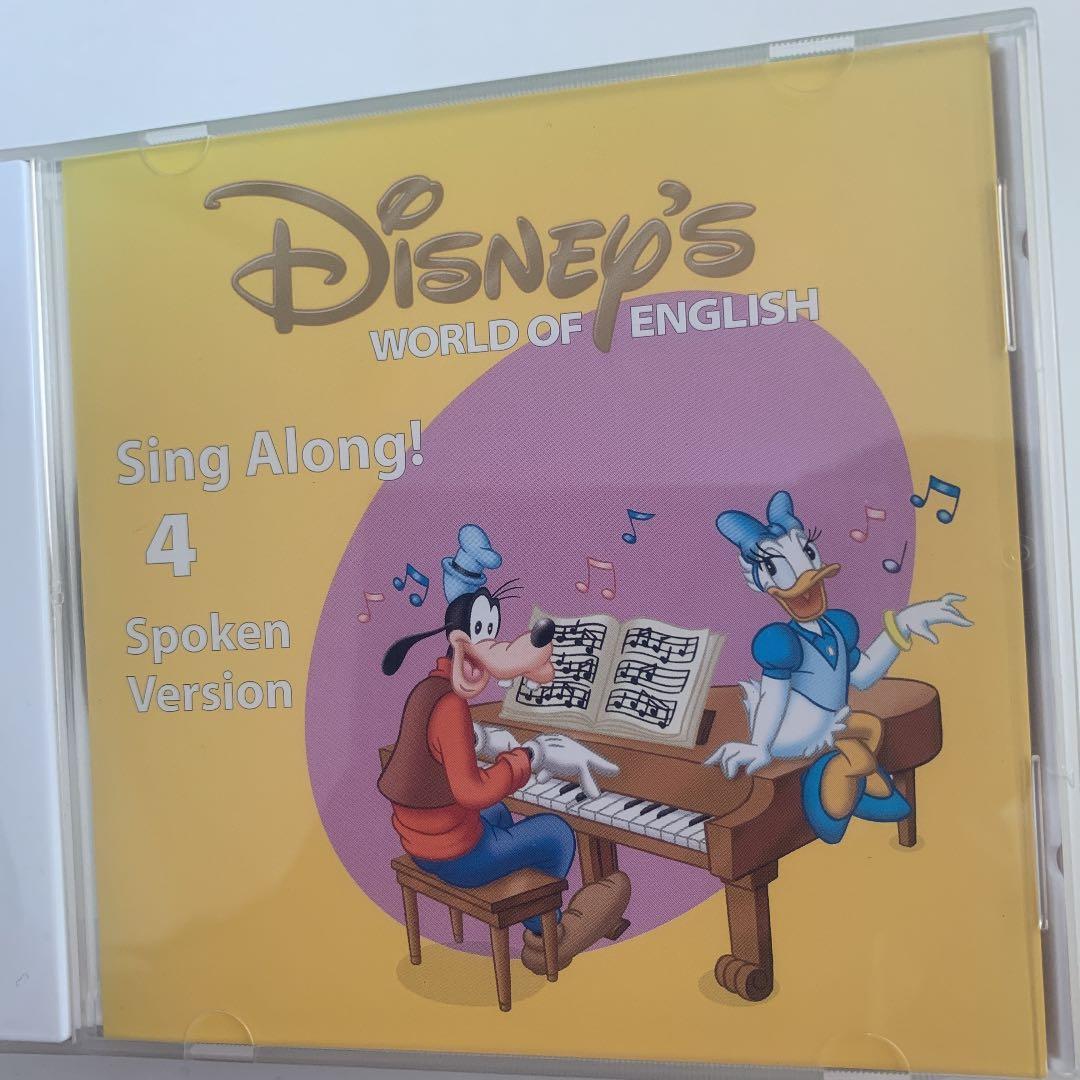 Disney's
WORLD OF ENGLISH
Sing Along!
4
Spoken
Version